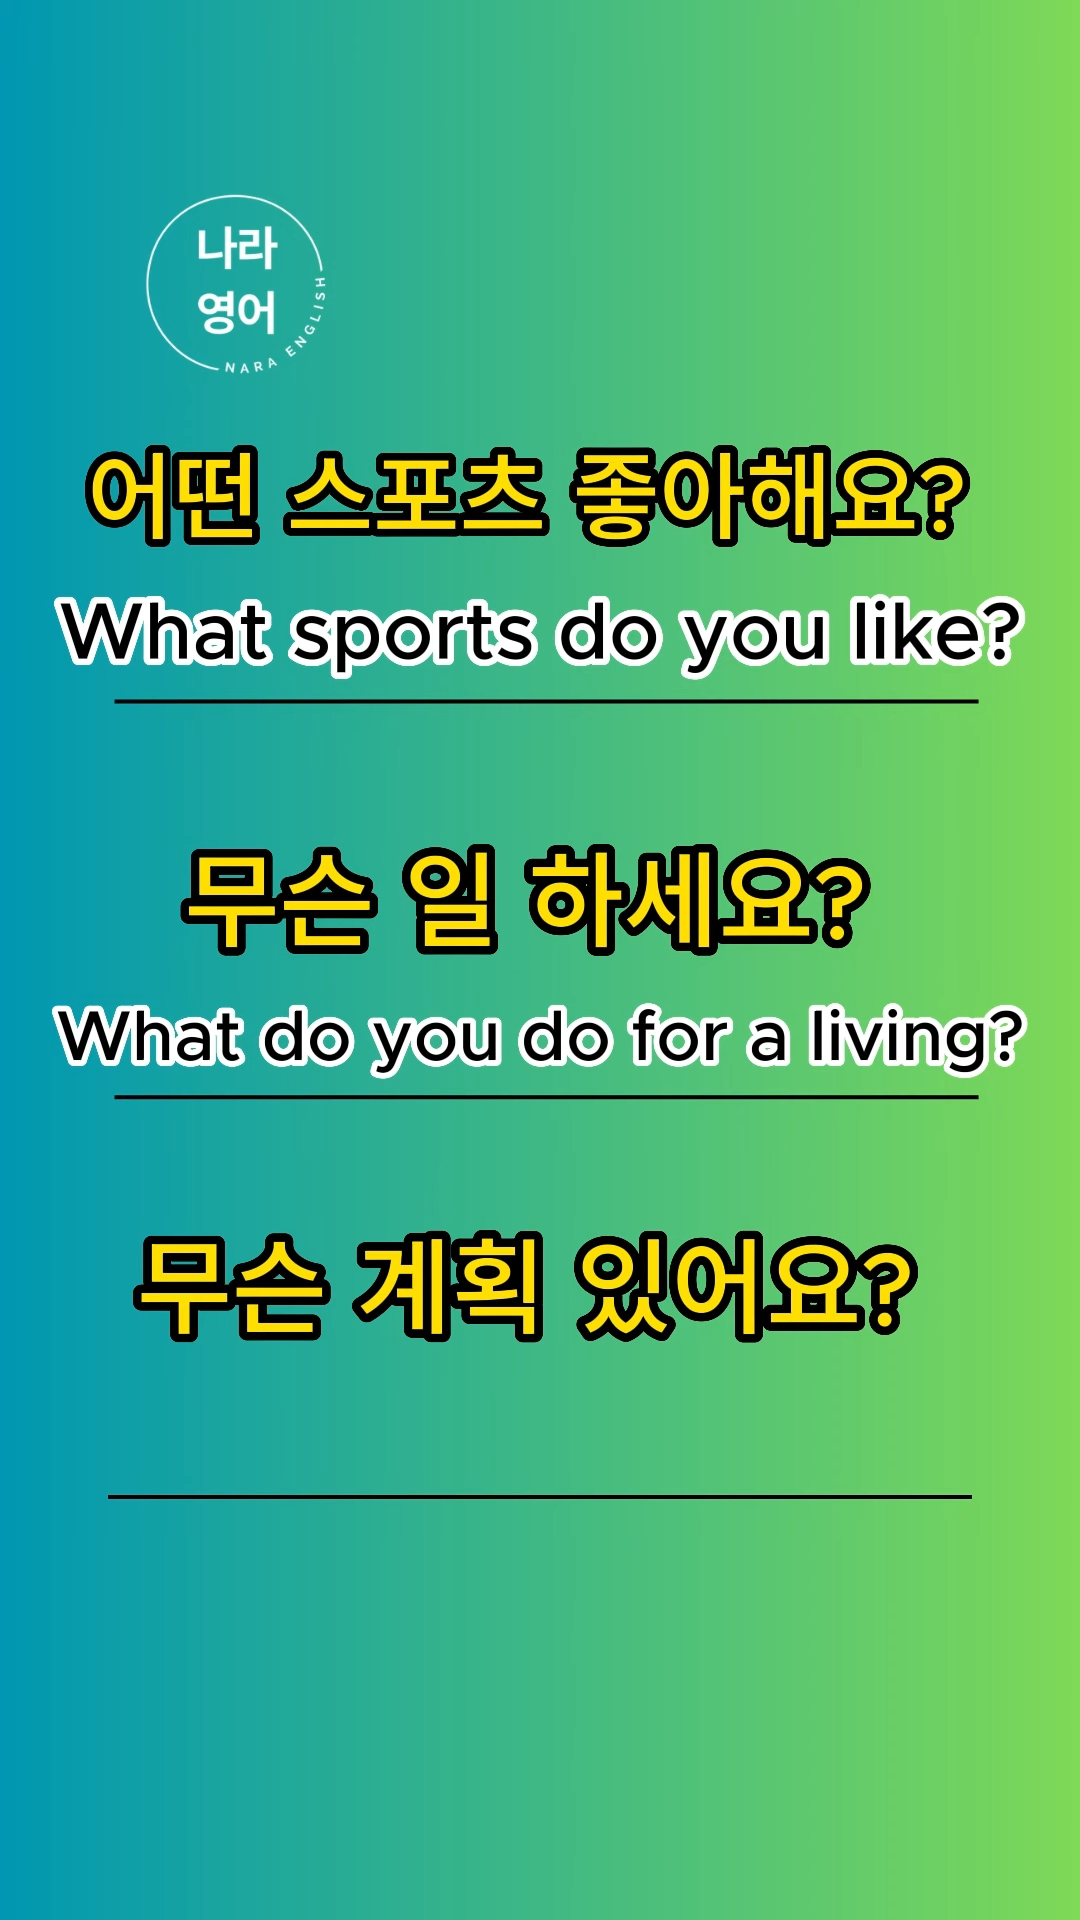 나라
영어
NARA ENGLISH
어떤 스포츠 좋아해요?
What sports do you like?
무슨 일 하세요?
What do you do for a living?
무슨 계획 있어요?